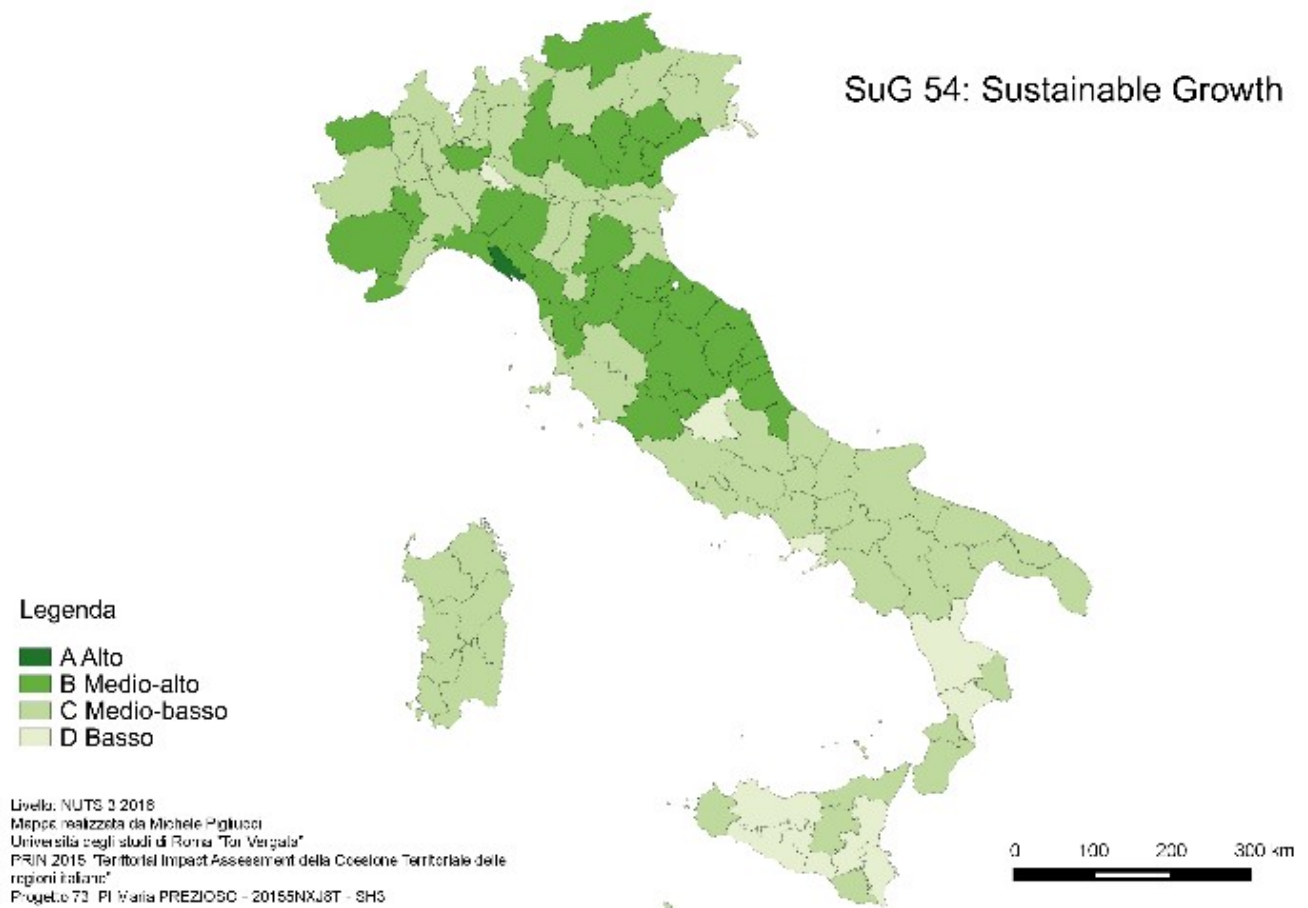 SuG 54: Sustainable Growth
Legenda
A Alto
B Medio-alto
C Medio-basso
D Basso
Livello: NUTS 3 2016
Mappa realizzata da Michele Pigliucci
Università degli studi di Roma "Tor Vergata"
PRIN 2015 "Territorial Impact Assessment della Coesione Territoriale delle
regioni italiane"
Progetto 73 PI Maria PREZIOSO - 20155NXJ8T - SH3
0 100 200 300 km